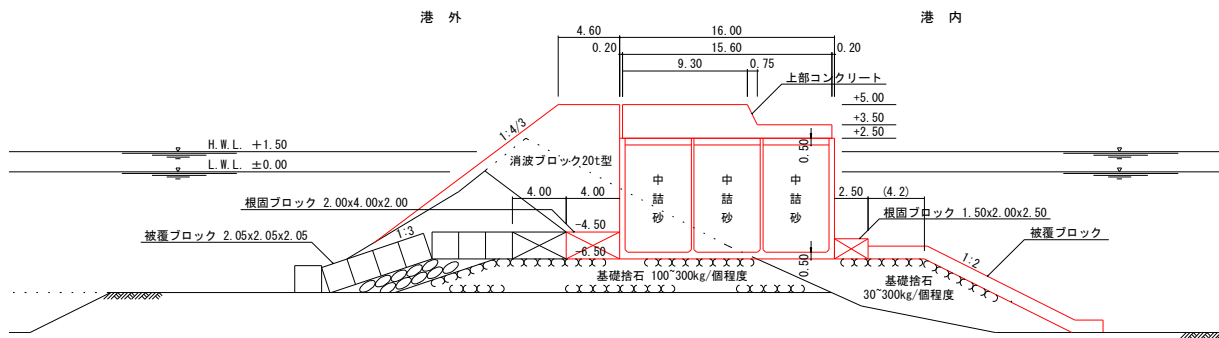 港 外
港 内
4.60
16.00
0.20
15.60
0.20
9.30
0.75
上部コンクリート
+5.00
+3.50
+2.50
1:4/3
H.W.L. +1.50
L.W.L. ±0.00
消波ブロック20t型
0.50
中詰砂
中詰砂
中詰砂
4.00
4.00
2.50
(4.2)
根固ブロック 2.00x4.00x2.00
根固ブロック 1.50x2.00x2.50
-4.50
被覆ブロック 2.05x2.05x2.05
1:3
被覆ブロック
-6.50
0.50
1:2
基礎捨石 100~300kg/個程度
基礎捨石
30~300kg/個程度